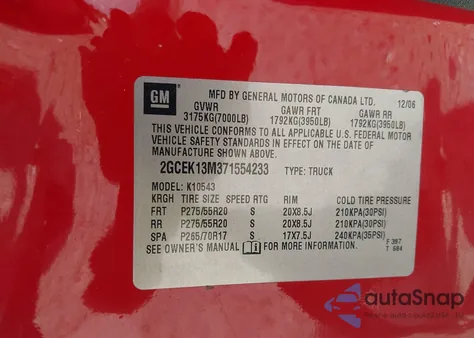 GM
MFD BY GENERAL MOTORS OF CANADA LTD. 12/06
GVWR GAWR FRT GAWR RR
3175KG(7000LB) 1792KG(3950LB) 1792KG(3950LB)
THIS VEHICLE CONFORMS TO ALL APPLICABLE U.S. FEDERAL MOTOR
VEHICLE SAFETY STANDARDS IN EFFECT ON THE DATE OF
MANUFACTURE SHOWN ABOVE.
2GCEK13M371554233 TYPE: TRUCK
MODEL: K10543
KRGH TIRE SIZE SPEED RTG RIM COLD TIRE PRESSURE
FRT P275/55R20 S 20X8.5J 210KPA(30PSI)
RR P275/55R20 S 20X8.5J 210KPA(30PSI)
SPA P265/70R17 S 17X7.5J 240KPA(35PSI)
SEE OWNER'S MANUAL FOR MORE INFORMATION. F 397
T 684
autaSnap